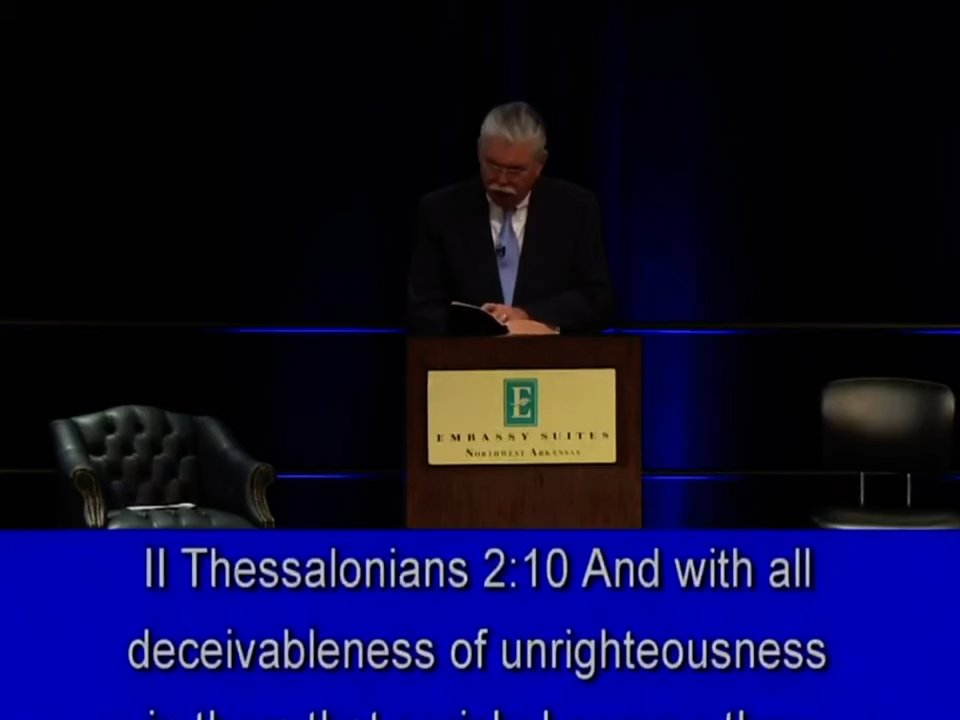 E
EMBASSY SUITES
NORTHWEST ARKANSAS
II Thessalonians 2:10 And with all
deceivableness of unrighteousness